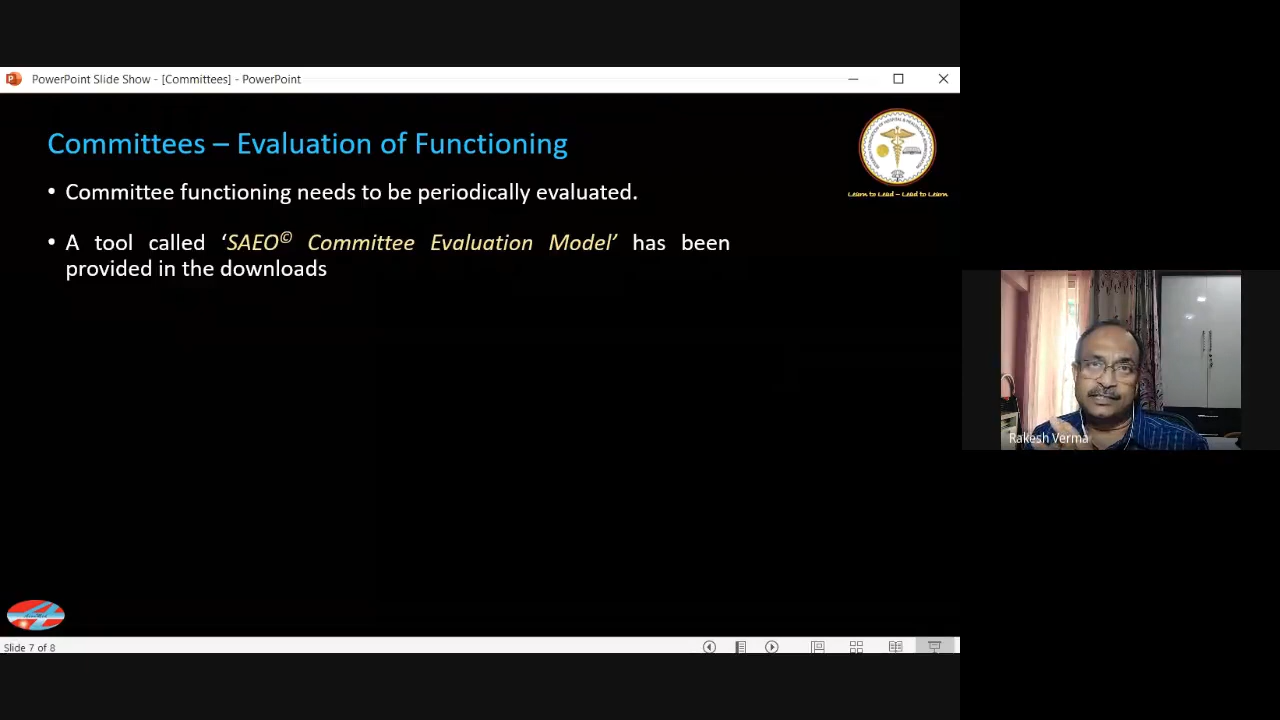 PowerPoint Slide Show - [Committees] - PowerPoint
Committees – Evaluation of Functioning
• Committee functioning needs to be periodically evaluated.
• A tool called ‘SAEO© Committee Evaluation Model’ has been
provided in the downloads
Learn to Lead – Lead to Learn
Rakesh Verma
Slide 7 of 8